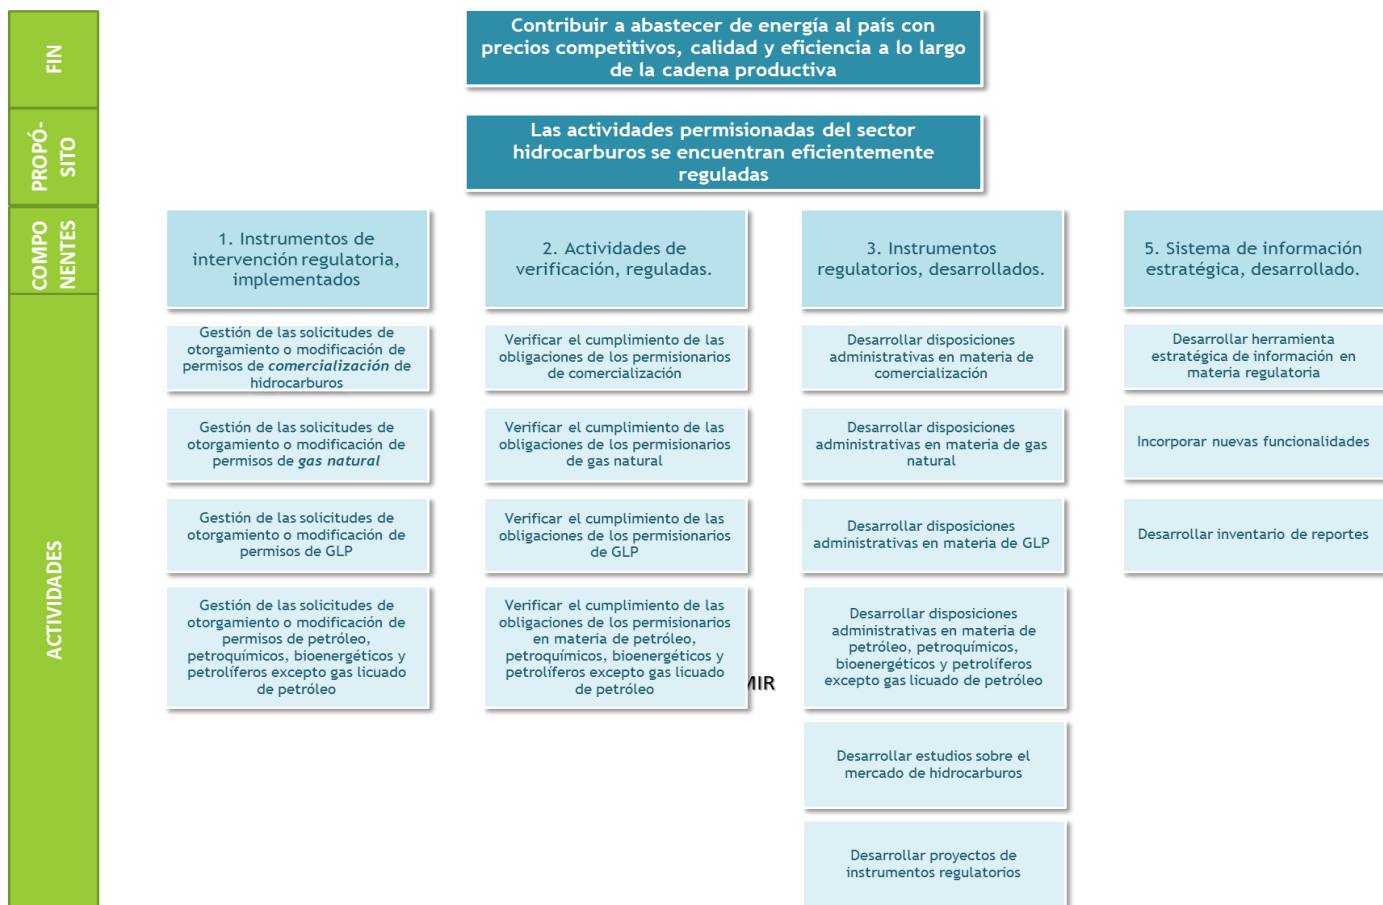 FIN
Contribuir a abastecer de energía al país con
precios competitivos, calidad y eficiencia a lo largo
de la cadena productiva
PROPÓ-
SITO
Las actividades permisionadas del sector
hidrocarburos se encuentran eficientemente
reguladas
COMPO
NENTES
1. Instrumentos de
intervención regulatoria,
implementados
2. Actividades de
verificación, reguladas.
3. Instrumentos
regulatorios, desarrollados.
5. Sistema de información
estratégica, desarrollado.
ACTIVIDADES
Gestión de las solicitudes de
otorgamiento o modificación de
permisos de comercialización de
hidrocarburos
Verificar el cumplimiento de las
obligaciones de los permisionarios
de comercialización
Desarrollar disposiciones
administrativas en materia de
comercialización
Desarrollar herramienta
estratégica de información en
materia regulatoria
Gestión de las solicitudes de
otorgamiento o modificación de
permisos de gas natural
Verificar el cumplimiento de las
obligaciones de los permisionarios
de gas natural
Desarrollar disposiciones
administrativas en materia de gas
natural
Incorporar nuevas funcionalidades
Gestión de las solicitudes de
otorgamiento o modificación de
permisos de GLP
Verificar el cumplimiento de las
obligaciones de los permisionarios
de GLP
Desarrollar disposiciones
administrativas en materia de GLP
Desarrollar inventario de reportes
Gestión de las solicitudes de
otorgamiento o modificación de
permisos de petróleo,
petroquímicos, bioenergéticos y
petrolíferos excepto gas licuado
de petróleo
Verificar el cumplimiento de las
obligaciones de los permisionarios
en materia de petróleo,
petroquímicos, bioenergéticos y
petrolíferos excepto gas licuado
de petróleo
MIR
Desarrollar disposiciones
administrativas en materia de
petróleo, petroquímicos,
bioenergéticos y petrolíferos
excepto gas licuado de petróleo
Desarrollar estudios sobre el
mercado de hidrocarburos
Desarrollar proyectos de
instrumentos regulatorios